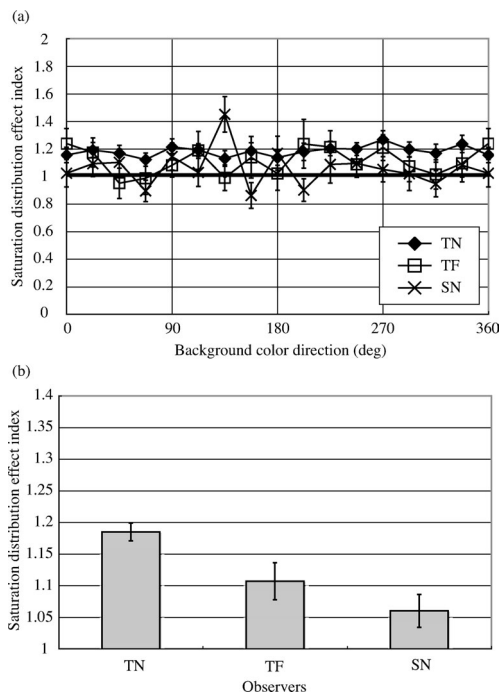 (a)
2
1.8
1.6
1.4
1.2
1
0.8
0.6
0.4
0.2
0
Saturation distribution effect index
TN
TF
SN
0 90 180 270 360
Background color direction (deg)
(b)
1.4
1.35
1.3
1.25
1.2
1.15
1.1
1.05
1
Saturation distribution effect index
TN TF SN
Observers